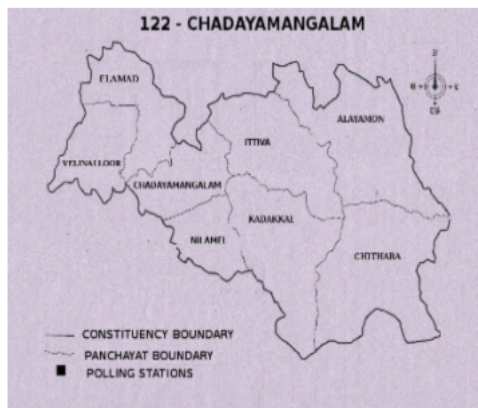 122 - CHADAYAMANGALAM
ELAMAD
ALAYAMON
ITTIVA
VELINALLOOR
CHADAYAMANGALAM
KADAKKAL
NILAMEL
CHITHARA
CONSTITUENCY BOUNDARY
PANCHAYAT BOUNDARY
POLLING STATIONS